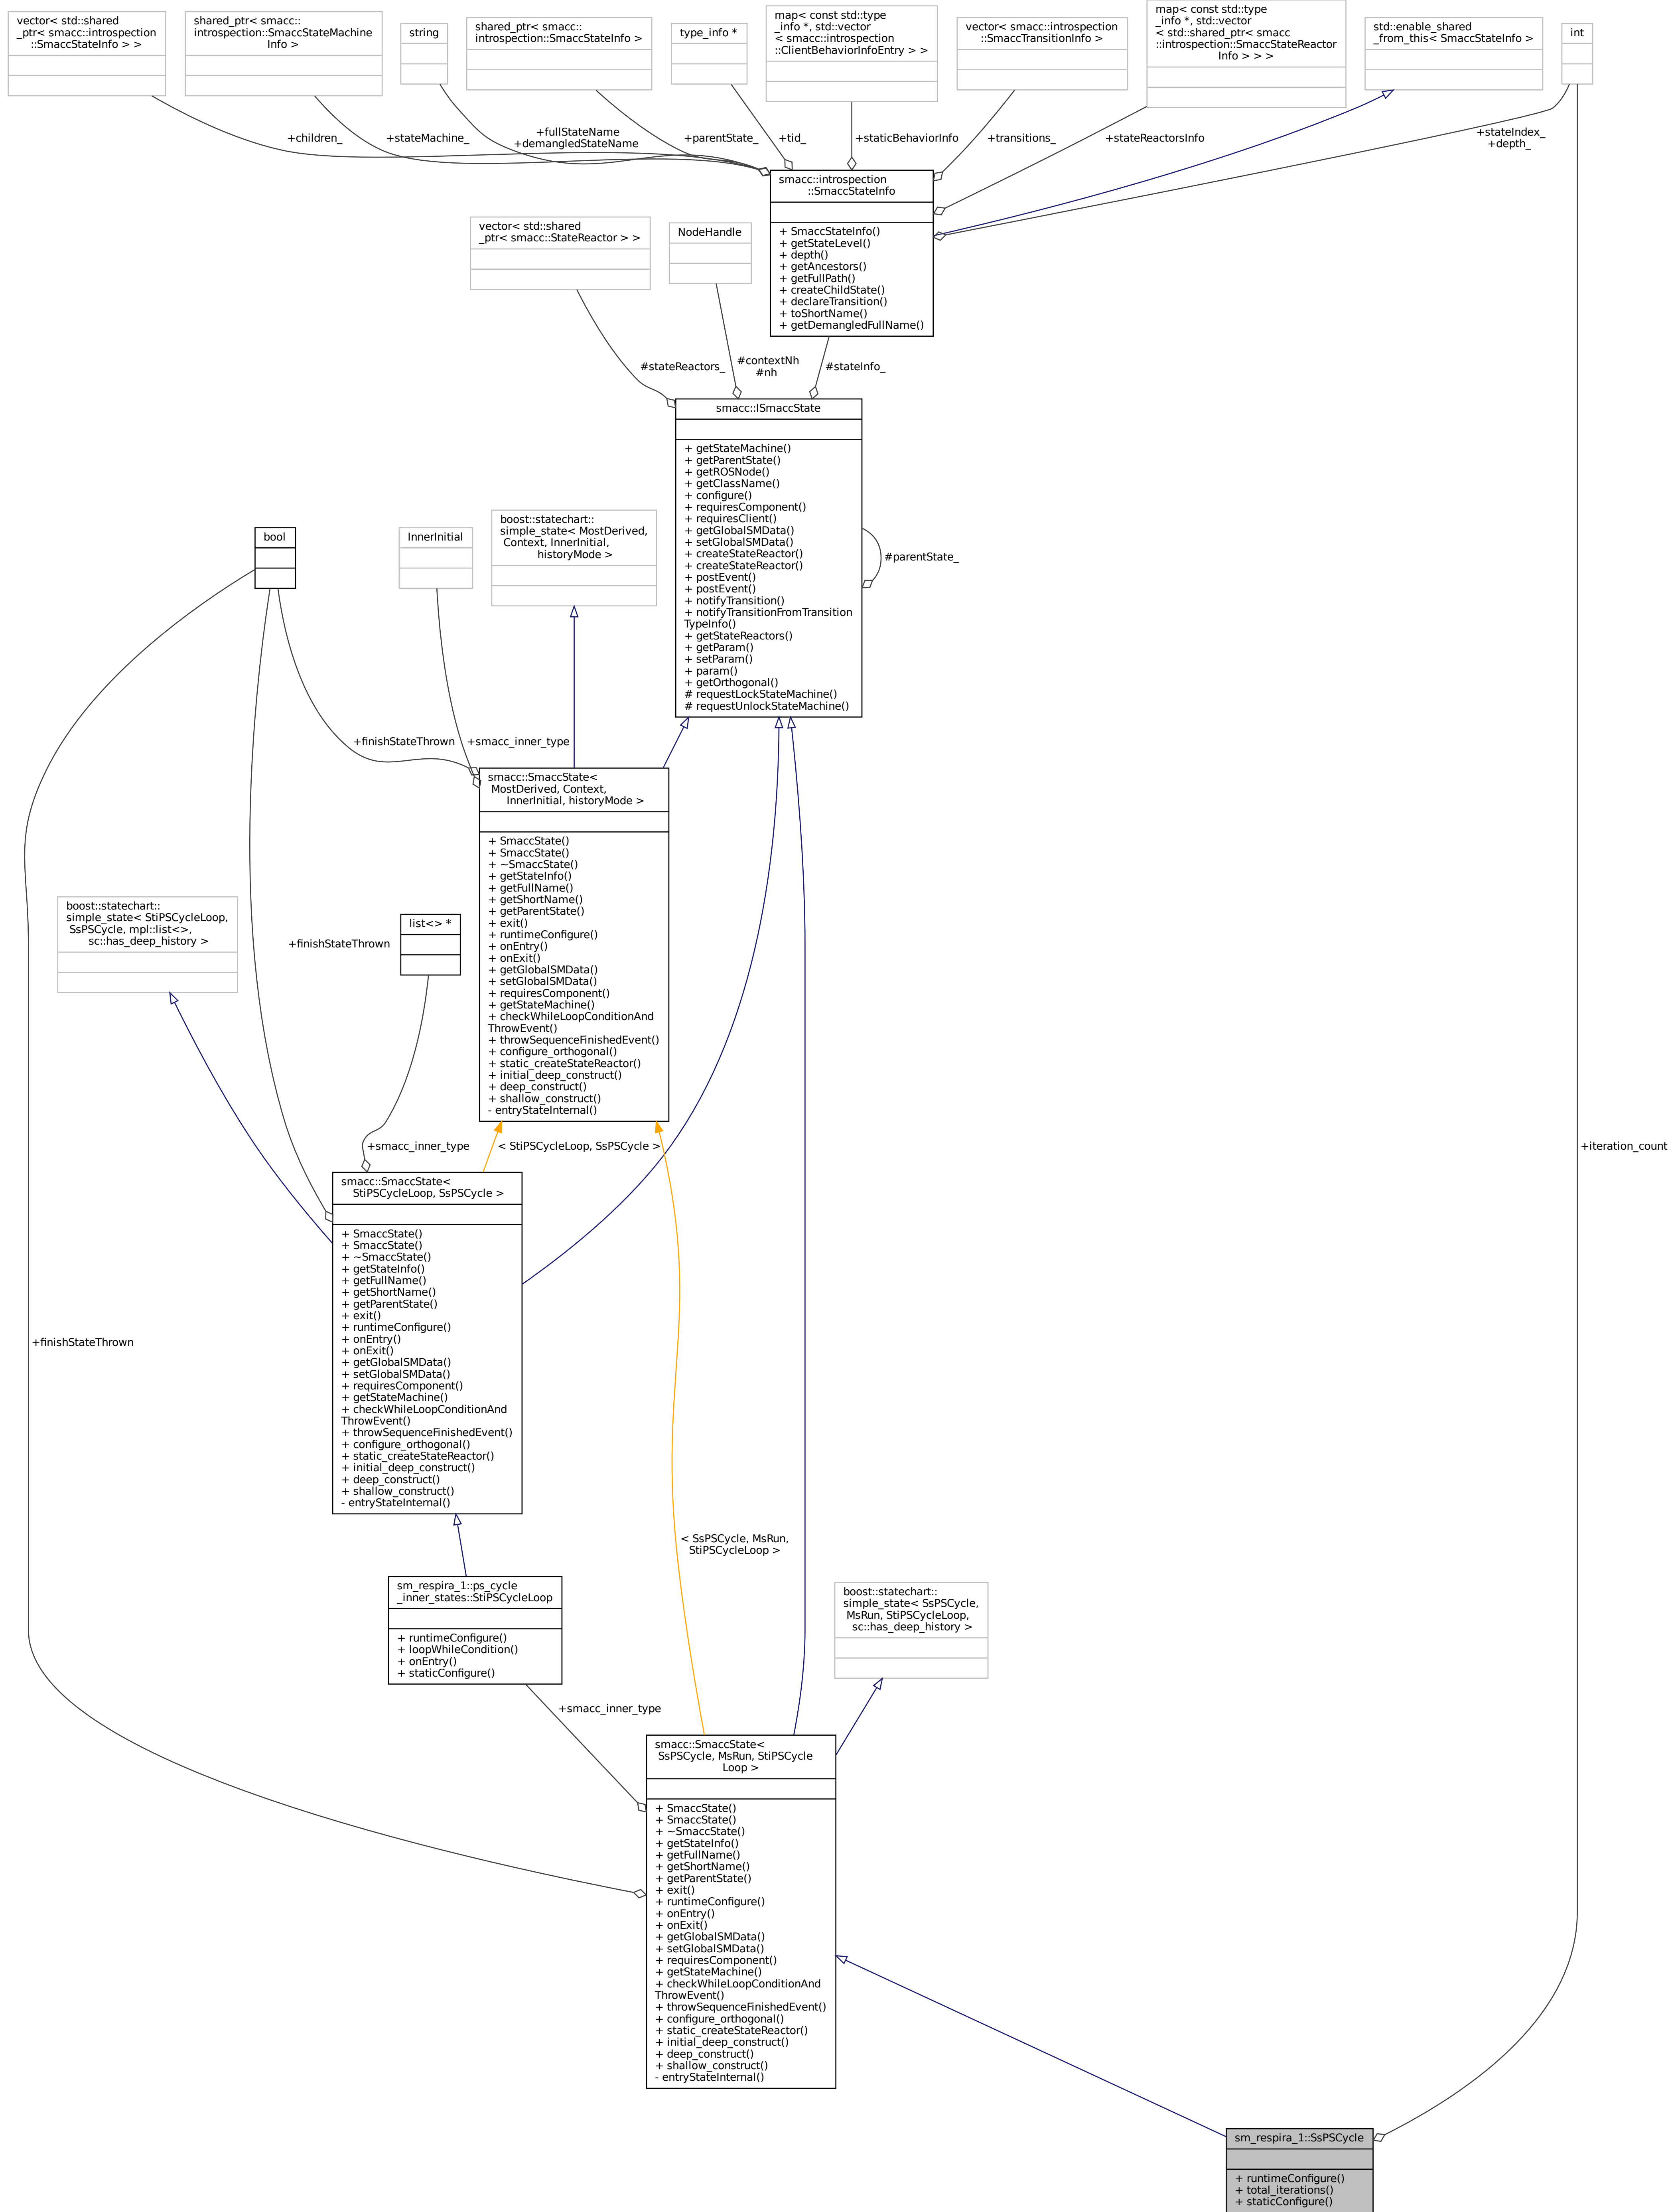 vector< std::shared
_ptr< smacc::introspection
::SmaccStateInfo > >
shared_ptr< smacc::
introspection::SmaccStateMachine
Info >
string
shared_ptr< smacc::
introspection::SmaccStateInfo >
type_info *
map< const std::type
_info *, std::vector
< smacc::introspection
::ClientBehaviorInfoEntry > >
vector< smacc::introspection
::SmaccTransitionInfo >
map< const std::type
_info *, std::vector
< std::shared_ptr< smacc
::introspection::SmaccStateReactor
Info > > >
std::enable_shared
_from_this< SmaccStateInfo >
int
+children_
+stateMachine_
+fullStateName
+demangledStateName
+parentState_
+tid_
+staticBehaviorInfo
+transitions_
+stateReactorsInfo
+stateIndex_
+depth_
smacc::introspection
::SmaccStateInfo
+ SmaccStateInfo()
+ getStateLevel()
+ depth()
+ getAncestors()
+ getFullPath()
+ createChildState()
+ declareTransition()
+ toShortName()
+ getDemangledFullName()
vector< std::shared
_ptr< smacc::StateReactor > >
NodeHandle
#stateReactors_
#contextNh
#nh
#stateInfo_
smacc::ISmaccState
+ getStateMachine()
+ getParentState()
+ getROSNode()
+ getClassName()
+ configure()
+ requiresComponent()
+ requiresClient()
+ getGlobalSMData()
+ setGlobalSMData()
+ createStateReactor()
+ createStateReactor()
+ postEvent()
+ postEvent()
+ notifyTransition()
+ notifyTransitionFromTransition
TypeInfo()
+ getStateReactors()
+ getParam()
+ setParam()
+ param()
+ getOrthogonal()
# requestLockStateMachine()
# requestUnlockStateMachine()
#parentState_
bool
InnerInitial
boost::statechart::
simple_state< MostDerived,
Context, InnerInitial,
historyMode >
+finishStateThrown
+smacc_inner_type
smacc::SmaccState<
MostDerived, Context,
InnerInitial, historyMode >
+ SmaccState()
+ SmaccState()
+ ~SmaccState()
+ getStateInfo()
+ getFullName()
+ getShortName()
+ getParentState()
+ exit()
+ runtimeConfigure()
+ onEntry()
+ onExit()
+ getGlobalSMData()
+ setGlobalSMData()
+ requiresComponent()
+ getStateMachine()
+ checkWhileLoopConditionAnd
ThrowEvent()
+ throwSequenceFinishedEvent()
+ configure_orthogonal()
+ static_createStateReactor()
+ initial_deep_construct()
+ deep_construct()
+ shallow_construct()
- entryStateInternal()
boost::statechart::
simple_state< StiPSCycleLoop,
SsPSCycle, mpl::list<>,
sc::has_deep_history >
+finishStateThrown
list<> *
+smacc_inner_type
< StiPSCycleLoop, SsPSCycle >
+iteration_count
smacc::SmaccState<
StiPSCycleLoop, SsPSCycle >
+ SmaccState()
+ SmaccState()
+ ~SmaccState()
+ getStateInfo()
+ getFullName()
+ getShortName()
+ getParentState()
+ exit()
+ runtimeConfigure()
+ onEntry()
+ onExit()
+ getGlobalSMData()
+ setGlobalSMData()
+ requiresComponent()
+ getStateMachine()
+ checkWhileLoopConditionAnd
ThrowEvent()
+ throwSequenceFinishedEvent()
+ configure_orthogonal()
+ static_createStateReactor()
+ initial_deep_construct()
+ deep_construct()
+ shallow_construct()
- entryStateInternal()
+finishStateThrown
< SsPSCycle, MsRun,
StiPSCycleLoop >
sm_respira_1::ps_cycle
_inner_states::StiPSCycleLoop
+ runtimeConfigure()
+ loopWhileCondition()
+ onEntry()
+ staticConfigure()
boost::statechart::
simple_state< SsPSCycle,
MsRun, StiPSCycleLoop,
sc::has_deep_history >
+smacc_inner_type
smacc::SmaccState<
SsPSCycle, MsRun, StiPSCycle
Loop >
+ SmaccState()
+ SmaccState()
+ ~SmaccState()
+ getStateInfo()
+ getFullName()
+ getShortName()
+ getParentState()
+ exit()
+ runtimeConfigure()
+ onEntry()
+ onExit()
+ getGlobalSMData()
+ setGlobalSMData()
+ requiresComponent()
+ getStateMachine()
+ checkWhileLoopConditionAnd
ThrowEvent()
+ throwSequenceFinishedEvent()
+ configure_orthogonal()
+ static_createStateReactor()
+ initial_deep_construct()
+ deep_construct()
+ shallow_construct()
- entryStateInternal()
sm_respira_1::SsPSCycle
+ runtimeConfigure()
+ total_iterations()
+ staticConfigure()